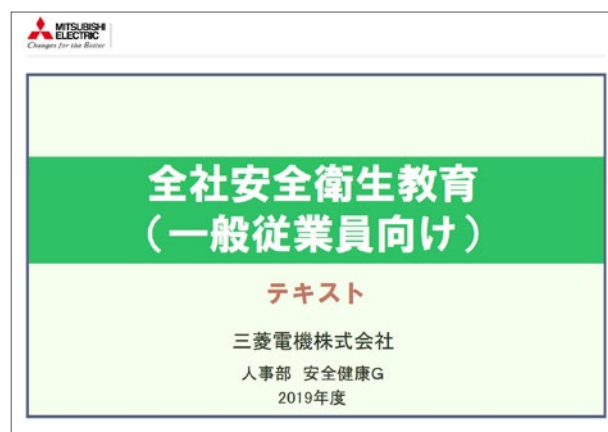 MITSUBISHI
ELECTRIC
Changes for the Better
全社安全衛生教育
（一般従業員向け）
テキスト
三菱電機株式会社
人事部 安全健康G
2019年度